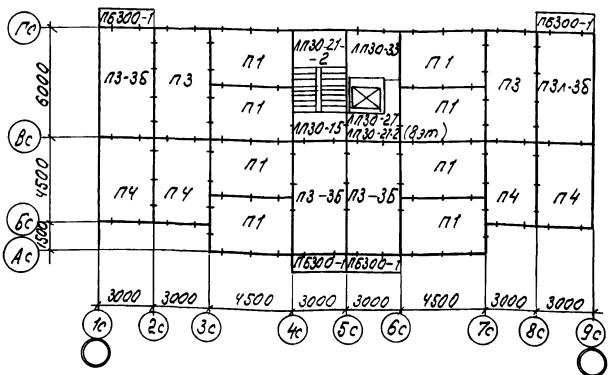 ПБ300-1
ПБ300-1
Гс
П3-3Б
П3
П1
ЛП30-21-
-2
ЛП30-33
П1
П3
П3л-3Б
6000
П1
П1
ЛП30-15
ЛП30-27
ЛП30-21-2 (8эт)
Вс
4500
П4
П4
П1
П3-3Б
П3-3Б
П1
П4
П4
П1
П1
Бс
1500
Ас
ПБ300-1
ПБ300-1
3000
3000
4500
3000
3000
4500
3000
3000
1с
2с
3с
4с
5с
6с
7с
8с
9с